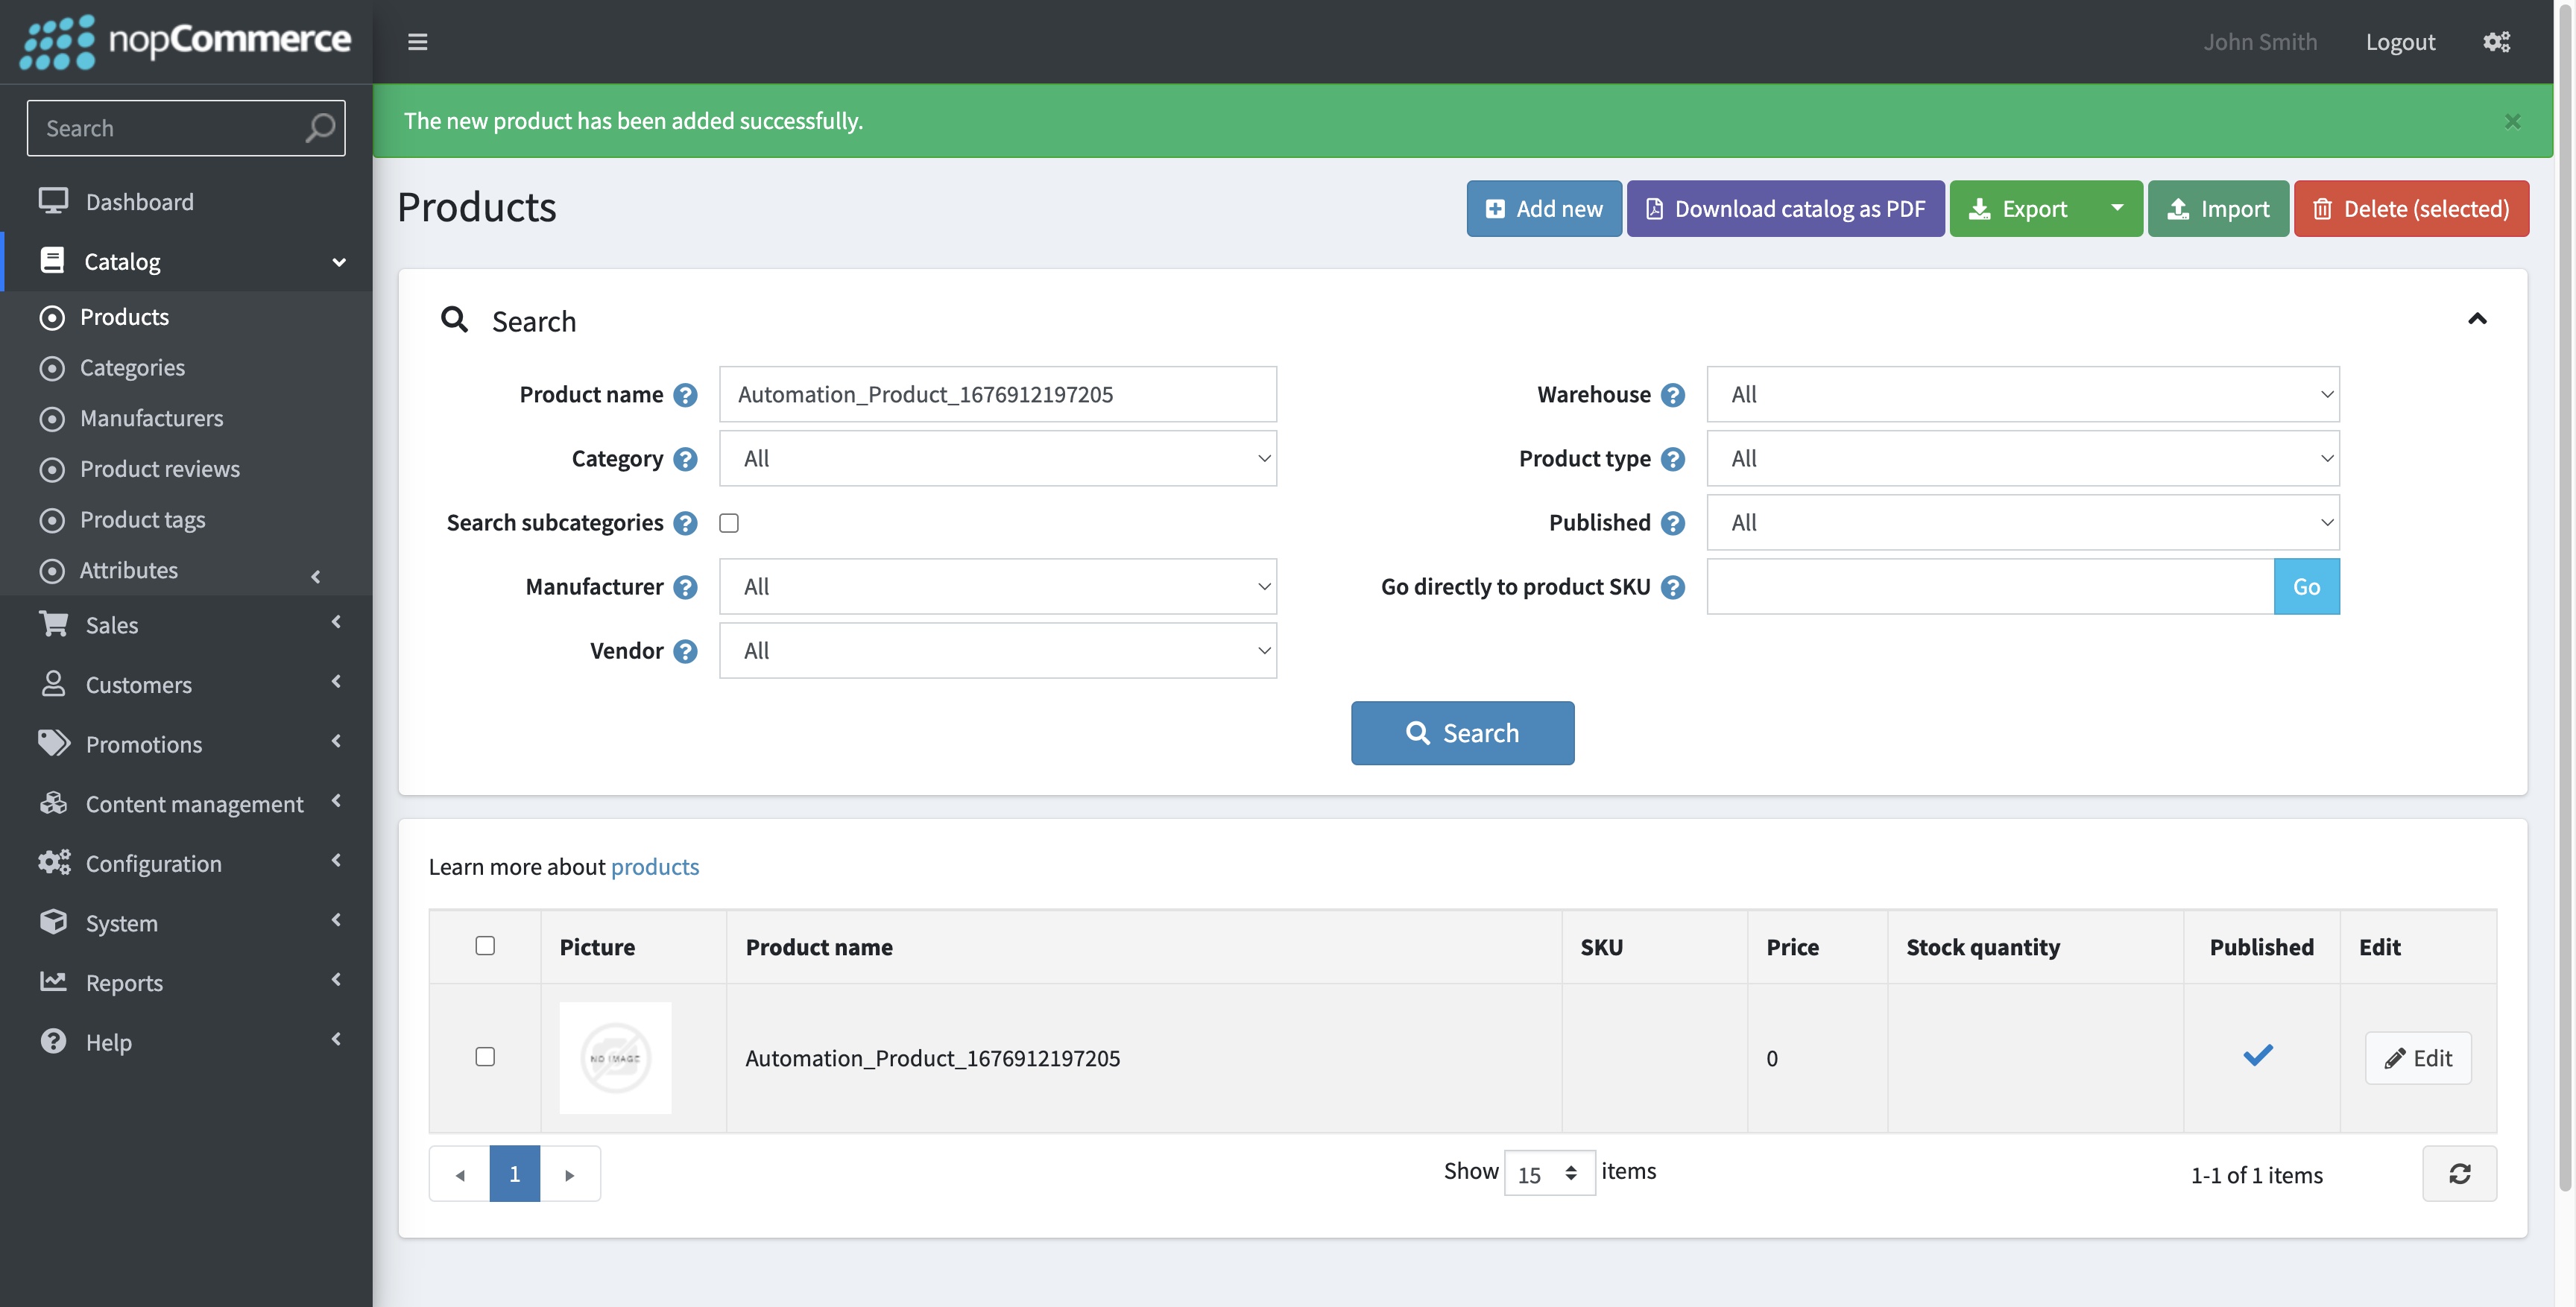 nopCommerce
John Smith
Logout
Search
The new product has been added successfully.
×
Dashboard
Catalog
Products
Categories
Manufacturers
Product reviews
Product tags
Attributes
Sales
Customers
Promotions
Content management
Configuration
System
Reports
Help
Products
Add new
Download catalog as PDF
Export
Import
Delete (selected)
Search
Product name ? Automation_Product_1676912197205
Warehouse ? All
Category ? All
Product type ? All
Search subcategories ?
Published ? All
Manufacturer ? All
Go directly to product SKU ? Go
Vendor ? All
Search
Learn more about products
Picture Product name SKU Price Stock quantity Published Edit
NO IMAGE
Automation_Product_1676912197205 0 Edit
1
Show 15 items
1-1 of 1 items